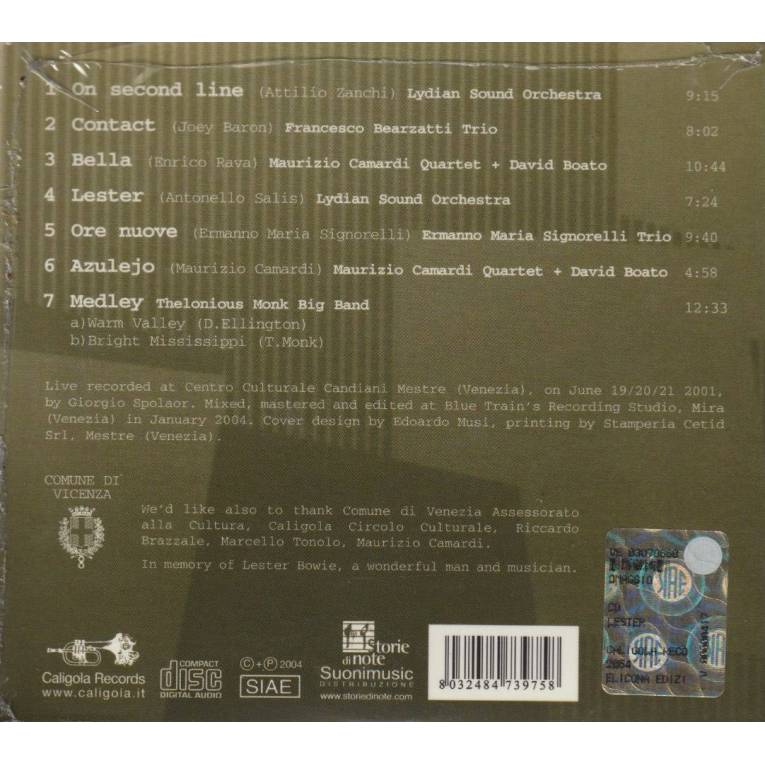 1 On second line (Attilio Zanchi) Lydian Sound Orchestra 9:15
2 Contact (Joey Baron) Francesco Bearzatti Trio 8:02
3 Bella (Enrico Rava) Maurizio Camardi Quartet + David Boato 10:44
4 Lester (Antonello Salis) Lydian Sound Orchestra 7:24
5 Ore nuove (Ermanno Maria Signorelli) Ermanno Maria Signorelli Trio 9:40
6 Azulejo (Maurizio Camardi) Maurizio Camardi Quartet + David Boato 4:58
7 Medley Thelonious Monk Big Band 12:33
a)Warm Valley (D.Ellington)
b)Bright Mississippi (T.Monk)
Live recorded at Centro Culturale Candiani Mestre (Venezia), on June 19/20/21 2001,
by Giorgio Spolaor. Mixed, mastered and edited at Blue Train's Recording Studio, Mira
(Venezia) in January 2004. Cover design by Edoardo Musi, printing by Stamperia Cetid
Srl, Mestre (Venezia).
COMUNE DI
VICENZA
We'd like also to thank Comune di Venezia Assessorato
alla Cultura, Caligola Circolo Culturale, Riccardo
Brazzale, Marcello Tonolo, Maurizio Camardi.
In memory of Lester Bowie, a wonderful man and musician.
Caligola Records
www.caligola.it
COMPACT
disc
DIGITAL AUDIO
©+℗ 2004
SIAE
storie
di note
Suonimusic
DISTRIBUZIONE
www.storiedinote.com
8 032484 739758
OMAGGIO
CD
LESTER
2054
ELICONA EDIZI
SIAE
SIAE